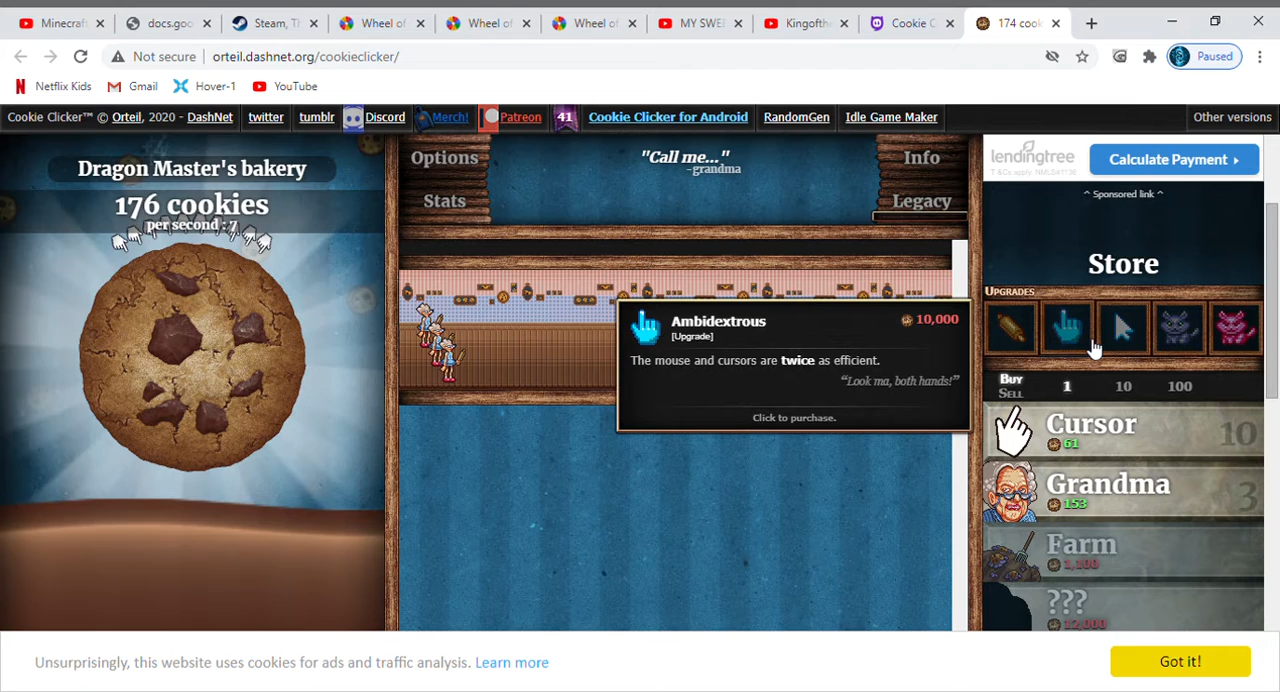 Minecraf
docs.goo
Steam, Th
Wheel of
Wheel of
Wheel of
MY SWEE
Kingofthe
Cookie C
174 cook
Not secure
orteil.dashnet.org/cookieclicker/
Paused
Netflix Kids
Gmail
Hover-1
YouTube
Cookie Clicker™ © Orteil, 2020 - DashNet
twitter
tumblr
Discord
Merch!
Patreon
41
Cookie Clicker for Android
RandomGen
Idle Game Maker
Other versions
Dragon Master's bakery
176 cookies
per second : 7
Options
Stats
"Call me..."
-grandma
Info
Legacy
lendingtree
Calculate Payment
^ Sponsored link ^
Store
UPGRADES
Ambidextrous
10,000
[Upgrade]
The mouse and cursors are twice as efficient.
“Look ma, both hands!”
Click to purchase.
BUY
SELL
1
10
100
Cursor
61
10
Grandma
153
3
Farm
1,100
???
12,000
Unsurprisingly, this website uses cookies for ads and traffic analysis. Learn more
Got it!